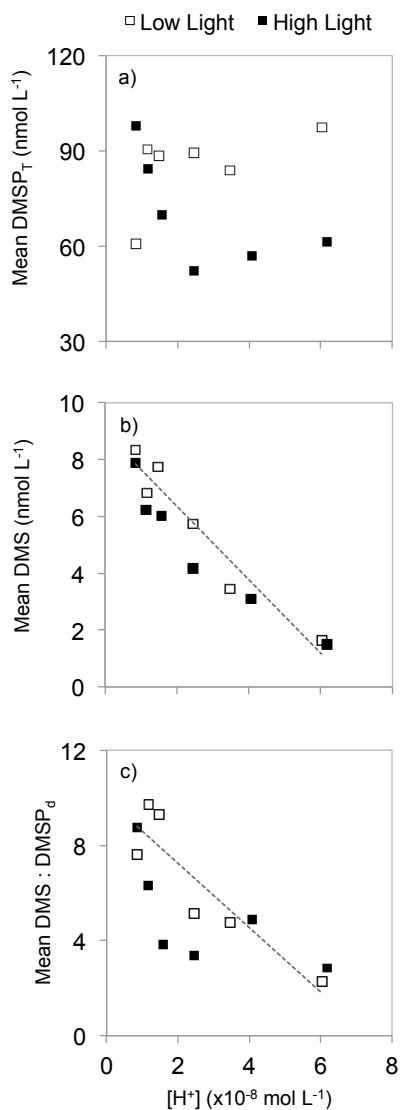 □ Low Light ■ High Light
a)
Mean DMSP_T (nmol L⁻¹)
120
90
60
30
b)
Mean DMS (nmol L⁻¹)
10
8
6
4
2
0
c)
Mean DMS : DMSP_d
12
8
4
0
0 2 4 6 8
[H⁺] (x10⁻⁸ mol L⁻¹)